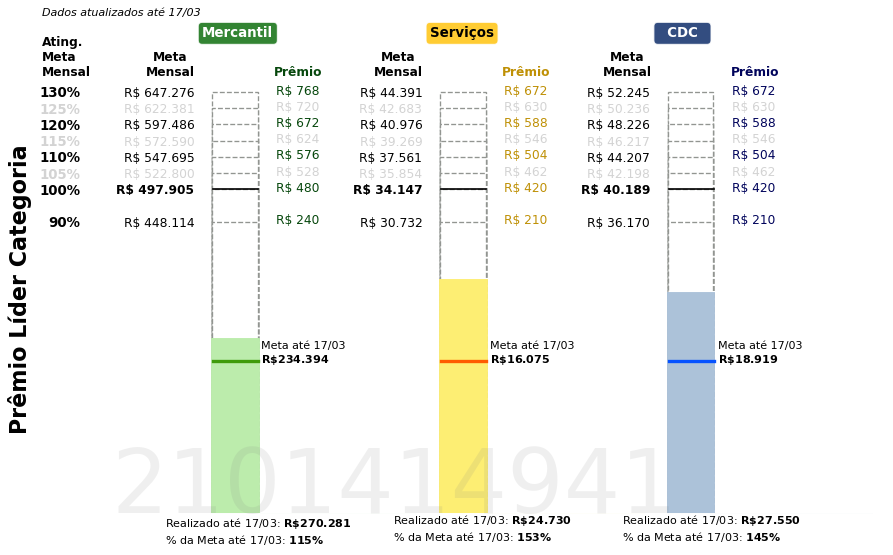 Dados atualizados até 17/03
Mercantil Serviços CDC
Ating. Meta Mensal
Meta Mensal Prêmio Meta Mensal Prêmio Meta Mensal Prêmio
130% R$ 647.276 R$ 768 R$ 44.391 R$ 672 R$ 52.245 R$ 672
125% R$ 622.381 R$ 720 R$ 42.683 R$ 630 R$ 50.236 R$ 630
120% R$ 597.486 R$ 672 R$ 40.976 R$ 588 R$ 48.226 R$ 588
115% R$ 572.590 R$ 624 R$ 39.269 R$ 546 R$ 46.217 R$ 546
110% R$ 547.695 R$ 576 R$ 37.561 R$ 504 R$ 44.207 R$ 504
105% R$ 522.800 R$ 528 R$ 35.854 R$ 462 R$ 42.198 R$ 462
100% R$ 497.905 R$ 480 R$ 34.147 R$ 420 R$ 40.189 R$ 420
90% R$ 448.114 R$ 240 R$ 30.732 R$ 210 R$ 36.170 R$ 210
Prêmio Líder Categoria
Meta até 17/03 Meta até 17/03 Meta até 17/03
R$234.394 R$16.075 R$18.919
2101414941
Realizado até 17/03: R$270.281 Realizado até 17/03: R$24.730 Realizado até 17/03: R$27.550
% da Meta até 17/03: 115% % da Meta até 17/03: 153% % da Meta até 17/03: 145%